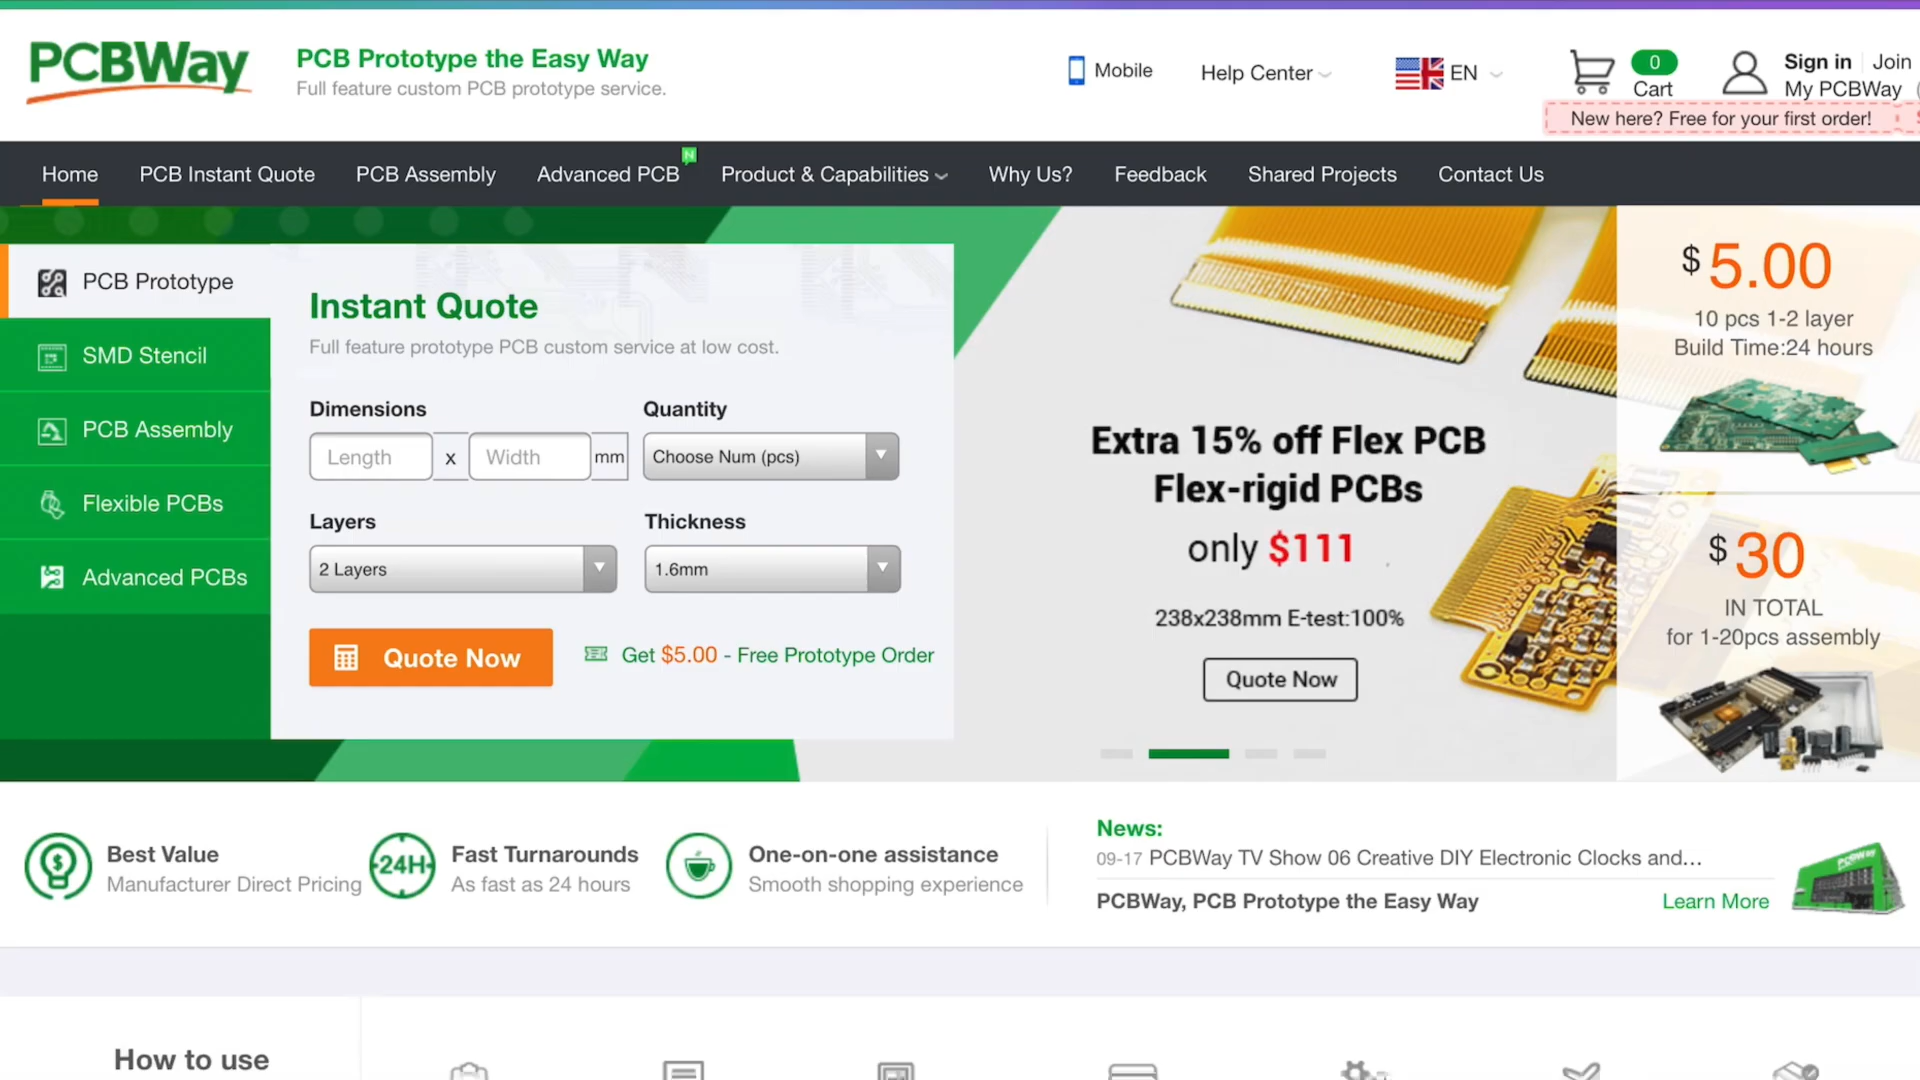 PCBWay
PCB Prototype the Easy Way
Full feature custom PCB prototype service.
Mobile
Help Center
EN
0
Cart
Sign in
Join
My PCBWay
New here? Free for your first order!
Home
PCB Instant Quote
PCB Assembly
Advanced PCB
N
Product & Capabilities
Why Us?
Feedback
Shared Projects
Contact Us
PCB Prototype
SMD Stencil
PCB Assembly
Flexible PCBs
Advanced PCBs
Instant Quote
Full feature prototype PCB custom service at low cost.
Dimensions
Length x Width mm
Quantity
Choose Num (pcs)
Layers
2 Layers
Thickness
1.6mm
Quote Now
Get $5.00 - Free Prototype Order
Extra 15% off Flex PCB
Flex-rigid PCBs
only $111
238x238mm E-test:100%
Quote Now
$5.00
10 pcs 1-2 layer
Build Time:24 hours
$30
IN TOTAL
for 1-20pcs assembly
Best Value
Manufacturer Direct Pricing
24H
Fast Turnarounds
As fast as 24 hours
One-on-one assistance
Smooth shopping experience
News:
09-17 PCBWay TV Show 06 Creative DIY Electronic Clocks and...
PCBWay, PCB Prototype the Easy Way
Learn More
PCBWay
How to use